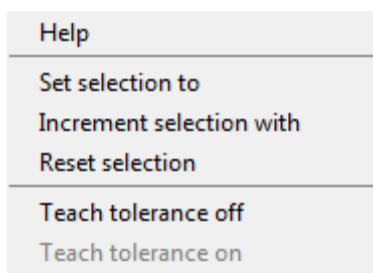 Help
Set selection to
Increment selection with
Reset selection
Teach tolerance off
Teach tolerance on